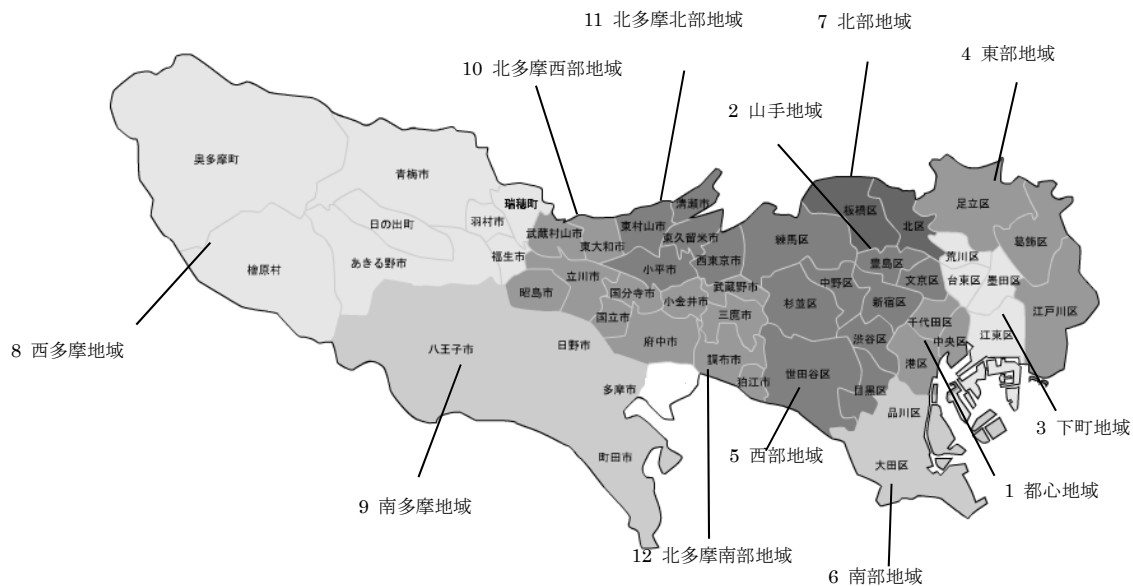 11 北多摩北部地域
7 北部地域
4 東部地域
10 北多摩西部地域
2 山手地域
奥多摩町
青梅市
瑞穂町
清瀬市
板橋区
北区
足立区
羽村市
日の出町
武蔵村山市
東村山市
東久留米市
東大和市
練馬区
葛飾区
檜原村
あきる野市
福生市
小平市
西東京市
豊島区
文京区
荒川区
台東区
墨田区
昭島市
立川市
国分寺市
小金井市
武蔵野市
中野区
新宿区
杉並区
江戸川区
国立市
三鷹市
千代田区
中央区
江東区
8 西多摩地域
八王子市
日野市
府中市
調布市
渋谷区
港区
多摩市
狛江市
世田谷区
目黒区
品川区
町田市
大田区
3 下町地域
5 西部地域
1 都心地域
9 南多摩地域
12 北多摩南部地域
6 南部地域